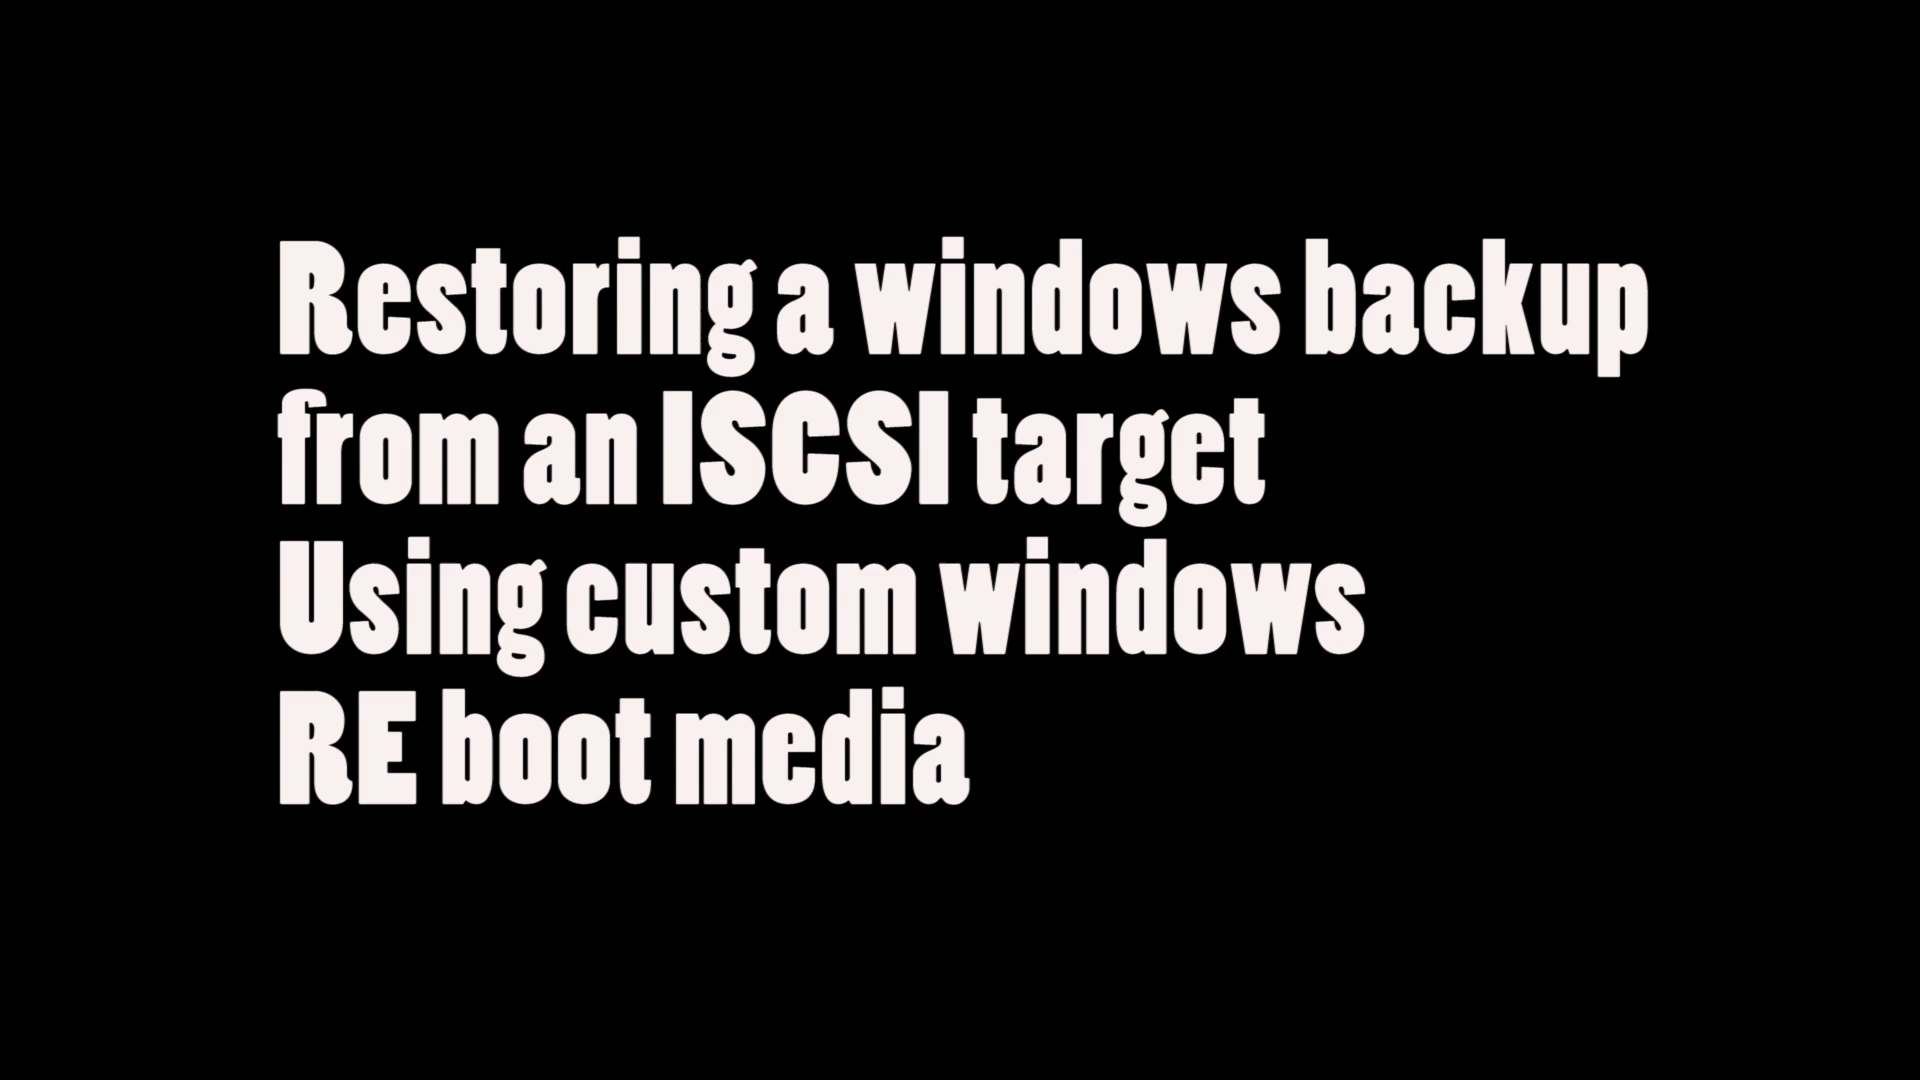 Restoring a windows backup
from an ISCSI target
Using custom windows
RE boot media